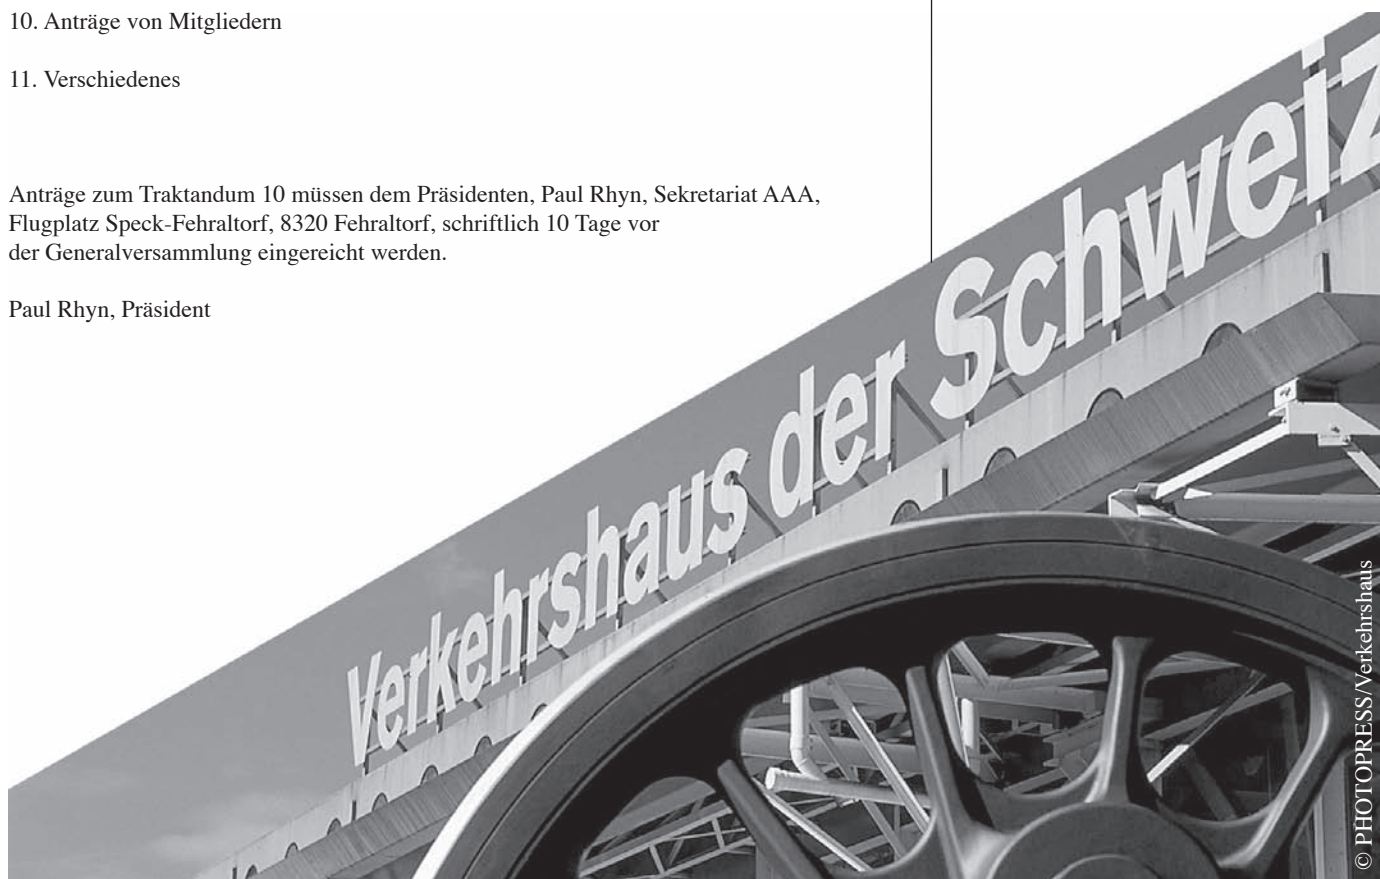 10. Anträge von Mitgliedern
11. Verschiedenes
Anträge zum Traktandum 10 müssen dem Präsidenten, Paul Rhyn, Sekretariat AAA,
Flugplatz Speck-Fehraltorf, 8320 Fehraltorf, schriftlich 10 Tage vor
der Generalversammlung eingereicht werden.
Paul Rhyn, Präsident
Verkehrshaus der Schweiz
© PHOTOPRESS/Verkehrshaus